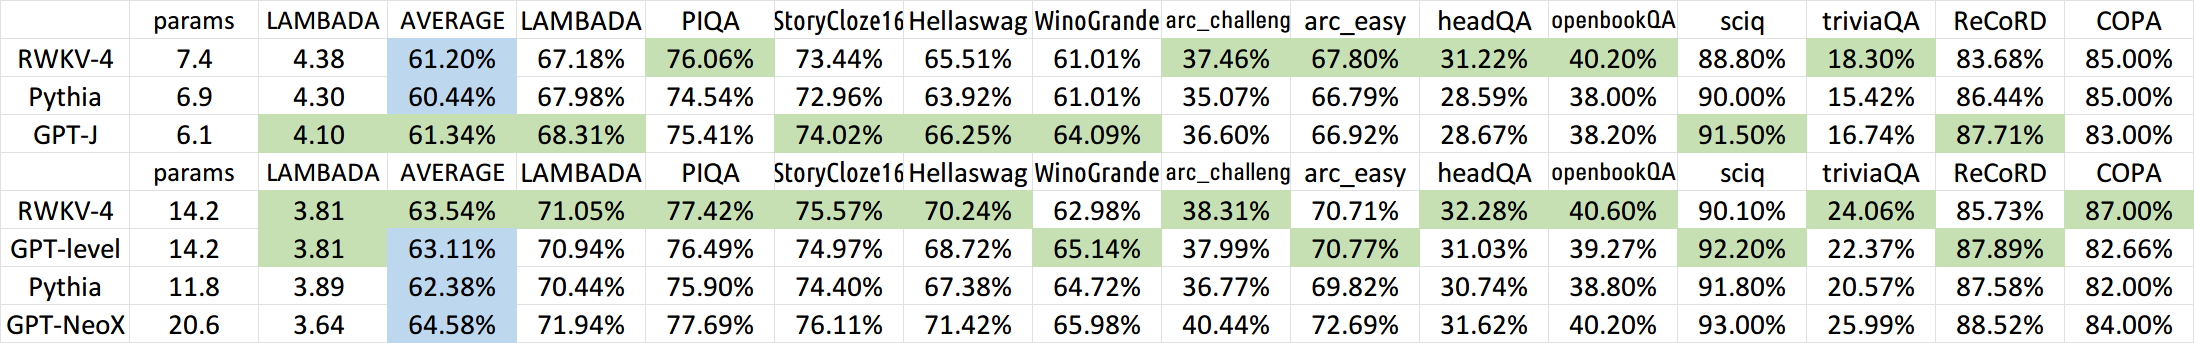 params LAMBADA AVERAGE LAMBADA PIQA StoryCloze16 Hellaswag WinoGrande arc_challeng arc_easy headQA openbookQA sciq triviaQA ReCoRD COPA
RWKV-4 7.4 4.38 61.20% 67.18% 76.06% 73.44% 65.51% 61.01% 37.46% 67.80% 31.22% 40.20% 88.80% 18.30% 83.68% 85.00%
Pythia 6.9 4.30 60.44% 67.98% 74.54% 72.96% 63.92% 61.01% 35.07% 66.79% 28.59% 38.00% 90.00% 15.42% 86.44% 85.00%
GPT-J 6.1 4.10 61.34% 68.31% 75.41% 74.02% 66.25% 64.09% 36.60% 66.92% 28.67% 38.20% 91.50% 16.74% 87.71% 83.00%
params LAMBADA AVERAGE LAMBADA PIQA StoryCloze16 Hellaswag WinoGrande arc_challeng arc_easy headQA openbookQA sciq triviaQA ReCoRD COPA
RWKV-4 14.2 3.81 63.54% 71.05% 77.42% 75.57% 70.24% 62.98% 38.31% 70.71% 32.28% 40.60% 90.10% 24.06% 85.73% 87.00%
GPT-level 14.2 3.81 63.11% 70.94% 76.49% 74.97% 68.72% 65.14% 37.99% 70.77% 31.03% 39.27% 92.20% 22.37% 87.89% 82.66%
Pythia 11.8 3.89 62.38% 70.44% 75.90% 74.40% 67.38% 64.72% 36.77% 69.82% 30.74% 38.80% 91.80% 20.57% 87.58% 82.00%
GPT-NeoX 20.6 3.64 64.58% 71.94% 77.69% 76.11% 71.42% 65.98% 40.44% 72.69% 31.62% 40.20% 93.00% 25.99% 88.52% 84.00%